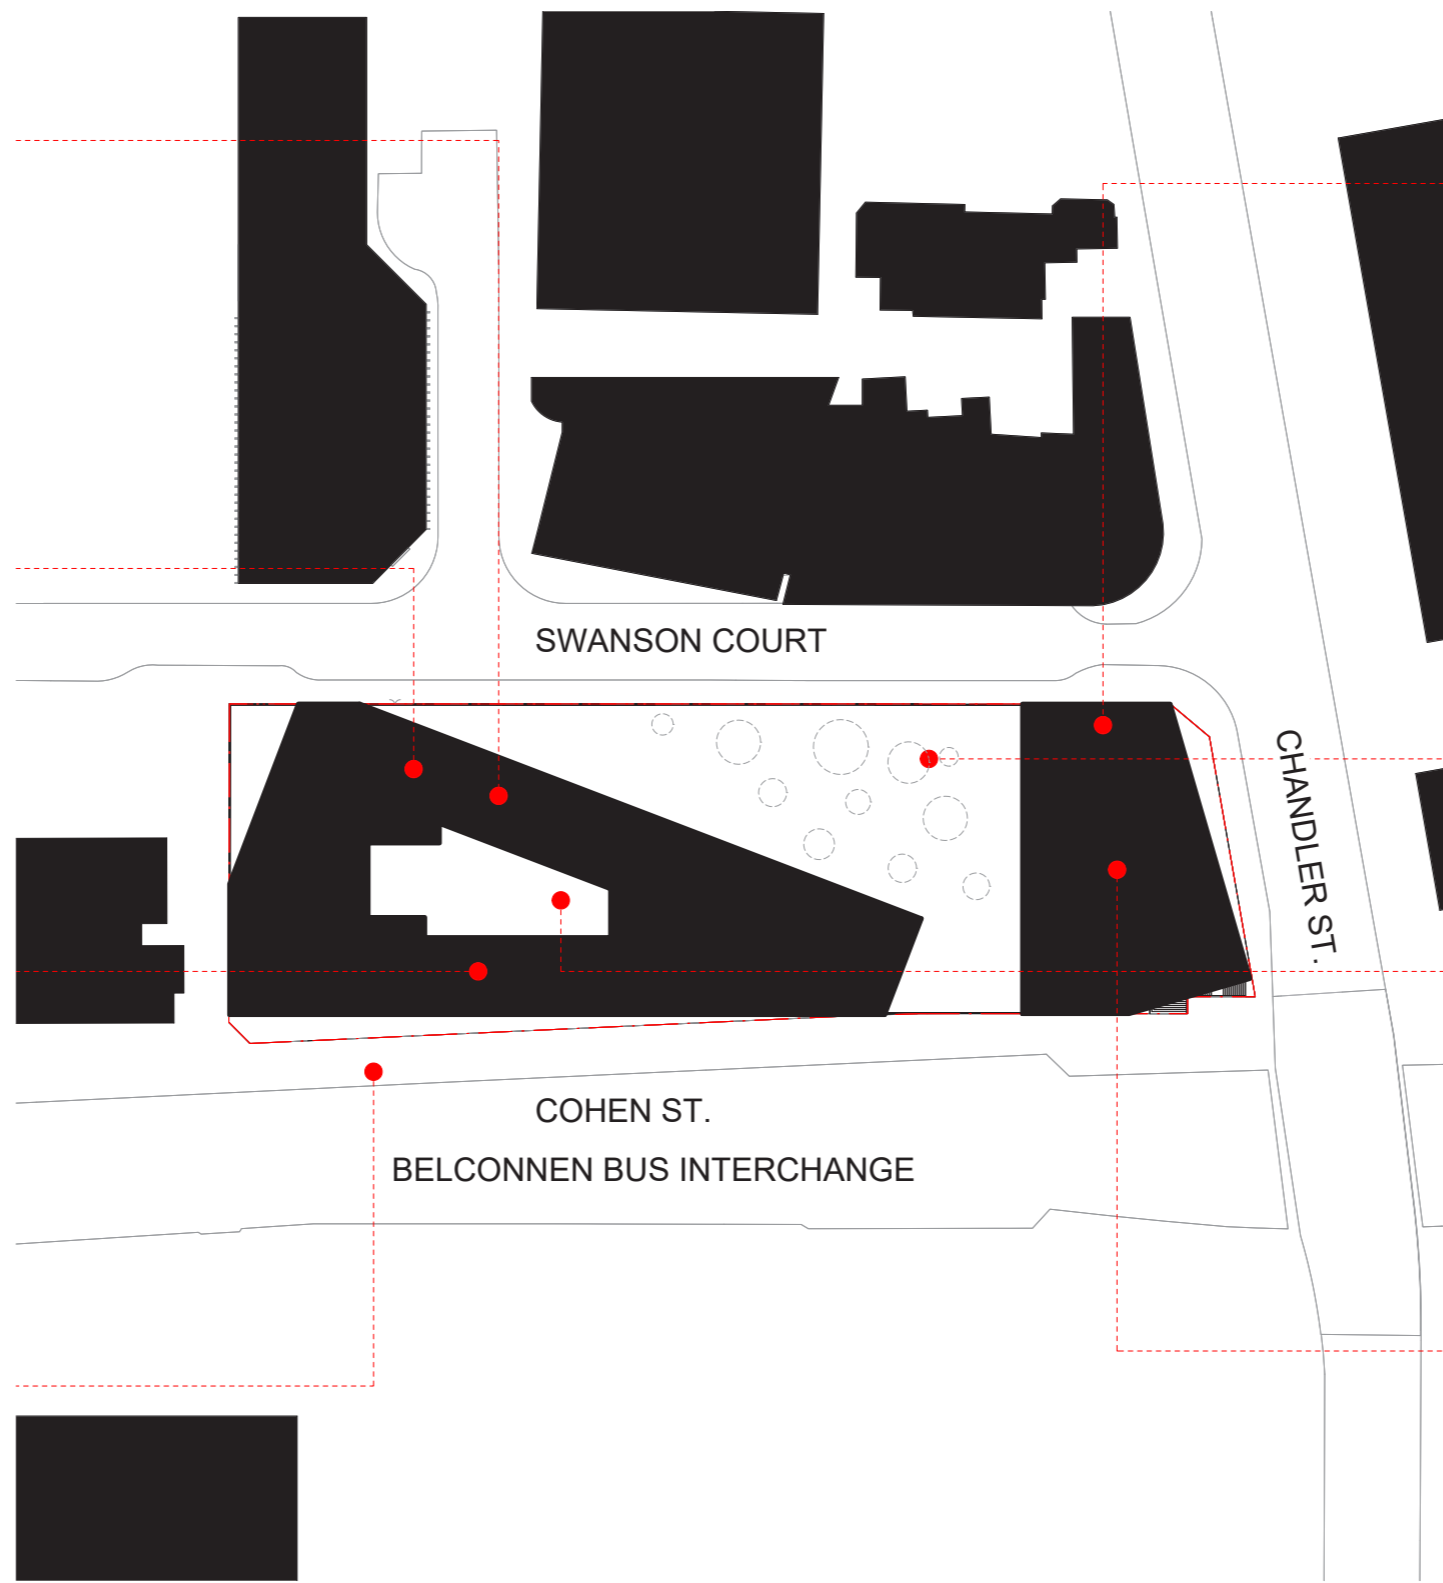 SWANSON COURT
CHANDLER ST.
COHEN ST.
BELCONNEN BUS INTERCHANGE